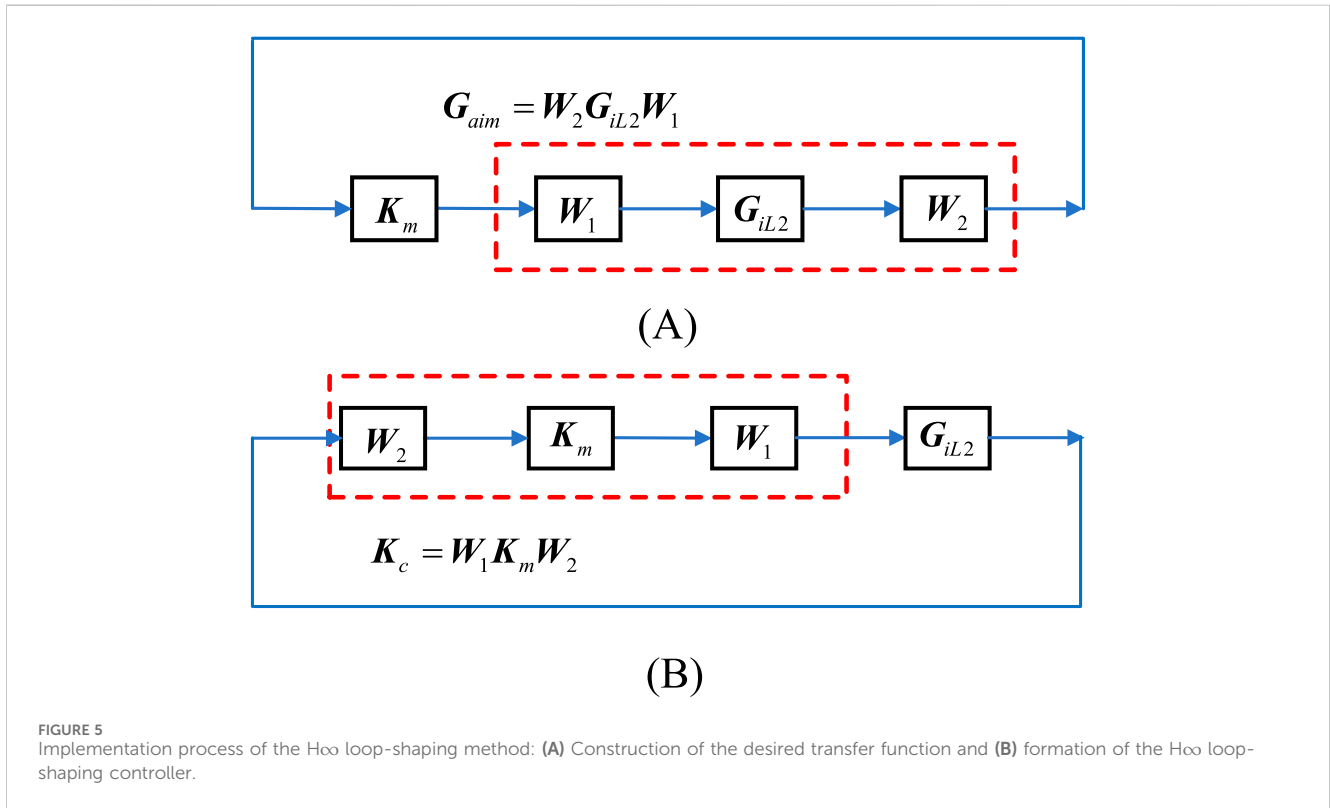 G_aim = W_2 G_iL2 W_1
K_m W_1 G_iL2 W_2
(A)
W_2 K_m W_1 G_iL2
K_c = W_1 K_m W_2
(B)
FIGURE 5
Implementation process of the H∞ loop-shaping method: (A) Construction of the desired transfer function and (B) formation of the H∞ loop-
shaping controller.